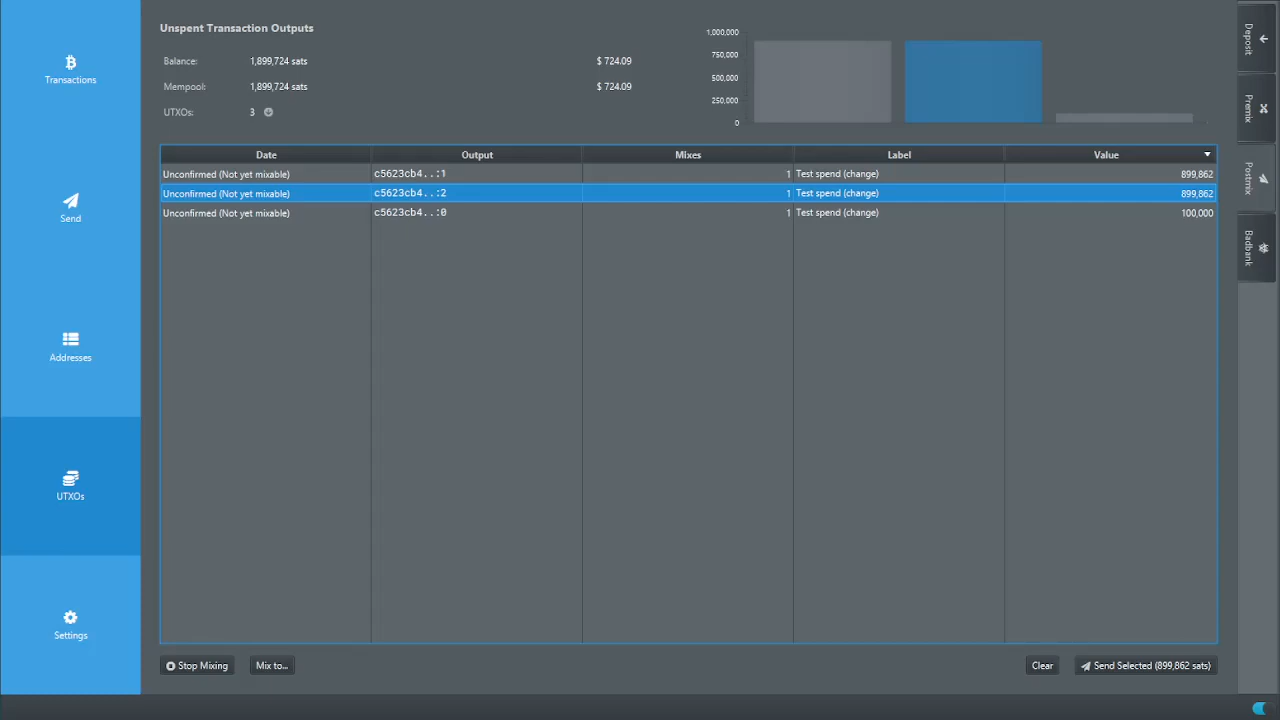 Transactions
Send
Addresses
UTXOs
Settings
Unspent Transaction Outputs
Balance: 1,899,724 sats $ 724.09
Mempool: 1,899,724 sats $ 724.09
UTXOs: 3
1,000,000
750,000
500,000
250,000
0
Date Output Mixes Label Value
Unconfirmed (Not yet mixable) c5623cb4..:1 1 Test spend (change) 899,862
Unconfirmed (Not yet mixable) c5623cb4..:2 1 Test spend (change) 899,862
Unconfirmed (Not yet mixable) c5623cb4..:0 1 Test spend (change) 100,000
Stop Mixing Mix to... Clear Send Selected (899,862 sats)
Deposit
Premix
Postmix
Badbank